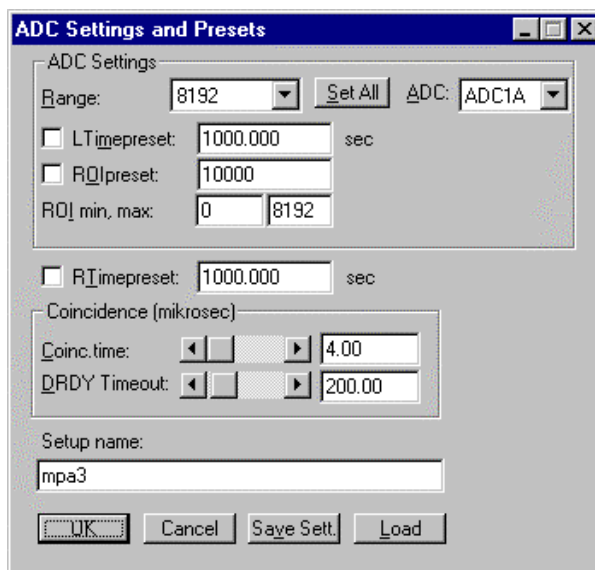 ADC Settings and Presets
ADC Settings
Range: 8192 Set All ADC: ADC1A
LTimepreset: 1000.000 sec
ROIpreset: 10000
ROI min, max: 0 8192
RTimepreset: 1000.000 sec
Coincidence (mikrosec)
Coinc.time: 4.00
DRDY Timeout: 200.00
Setup name:
mpa3
OK Cancel Save Sett. Load